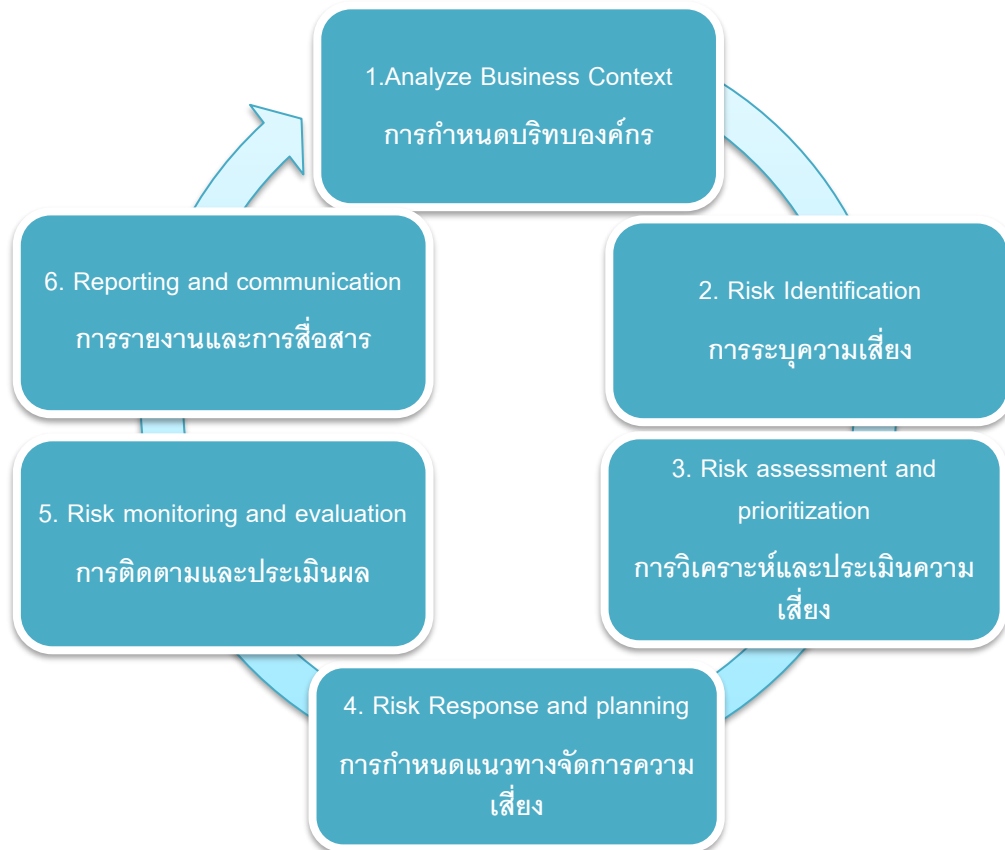 1.Analyze Business Context
การกำหนดบริทบองค์กร
2. Risk Identification
การระบุความเสี่ยง
3. Risk assessment and
prioritization
การวิเคราะห์และประเมินความ
เสี่ยง
4. Risk Response and planning
การกำหนดแนวทางจัดการความ
เสี่ยง
5. Risk monitoring and evaluation
การติดตามและประเมินผล
6. Reporting and communication
การรายงานและการสื่อสาร